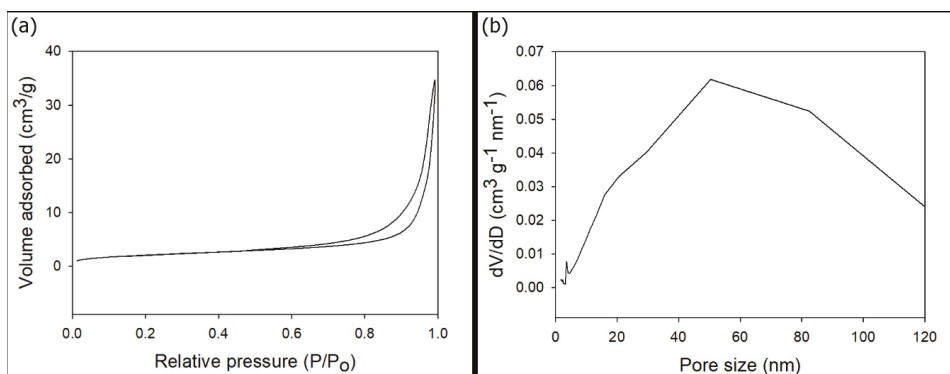 (a)
40
30
20
10
0
Volume adsorbed (cm³/g)
0.0 0.2 0.4 0.6 0.8 1.0
Relative pressure (P/Po)
(b)
0.07
0.06
0.05
0.04
0.03
0.02
0.01
0.00
dV/dD (cm³ g⁻¹ nm⁻¹)
0 20 40 60 80 100 120
Pore size (nm)